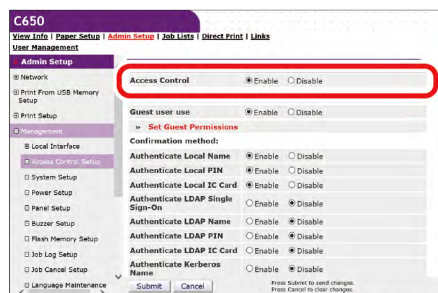 C650
View Info | Paper Setup | Admin Setup | Job Lists | Direct Print | Links
User Management
Admin Setup
Network
Print From USB Memory Setup
Print Setup
Management
Local Interface
Access Control Setup
System Setup
Power Setup
Panel Setup
Buzzer Setup
Flash Memory Setup
Job Log Setup
Job Cancel Setup
Language Maintenance
Access Control Enable Disable
Guest user use Enable Disable
» Set Guest Permissions
Confirmation method:
Authenticate Local Name Enable Disable
Authenticate Local PIN Enable Disable
Authenticate Local IC Card Enable Disable
Authenticate LDAP Single Sign-On Enable Disable
Authenticate LDAP Name Enable Disable
Authenticate LDAP PIN Enable Disable
Authenticate LDAP IC Card Enable Disable
Authenticate Kerberos Name Enable Disable
Submit Cancel
Press Submit to send changes.
Press Cancel to clear changes.